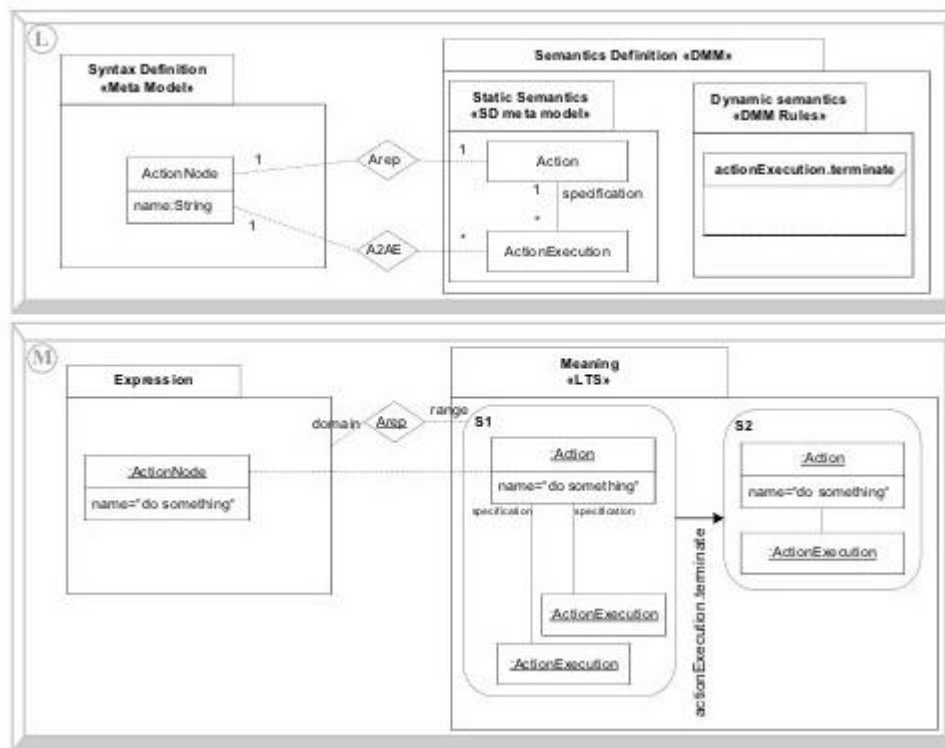 L
Syntax Definition
«Meta Model»
Semantics Definition «DMM»
Static Semantics
«SD meta model»
Dynamic semantics
«DMM Rules»
ActionNode
name:String
1
1
Arep
A2AE
1
*
Action
1
specification
*
ActionExecution
actionExecution.terminate
M
Expression
Meaning
«LTS»
domain
Arep
range
:ActionNode
name="do something"
S1
:Action
name="do something"
specification
specification
:ActionExecution
:ActionExecution
actionExecution.terminate
S2
:Action
name="do something"
:ActionExecution